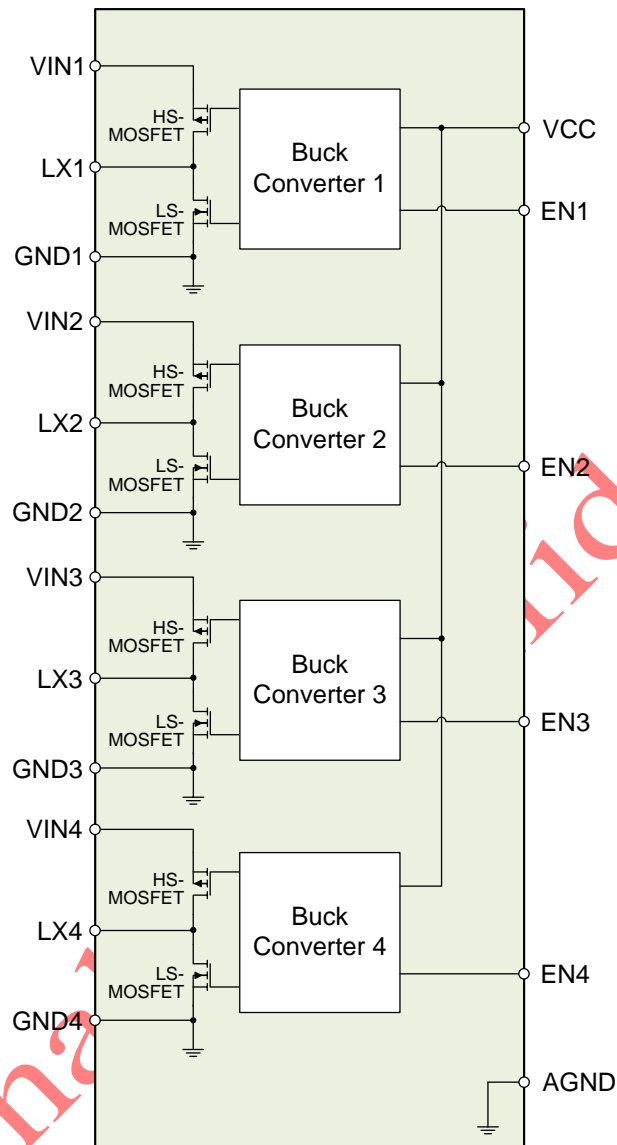 VIN1
HS-
MOSFET
LX1
LS-
MOSFET
GND1
Buck
Converter 1
VCC
EN1
VIN2
HS-
MOSFET
LX2
LS-
MOSFET
GND2
Buck
Converter 2
EN2
VIN3
HS-
MOSFET
LX3
LS-
MOSFET
GND3
Buck
Converter 3
EN3
VIN4
HS-
MOSFET
LX4
LS-
MOSFET
GND4
Buck
Converter 4
EN4
AGND